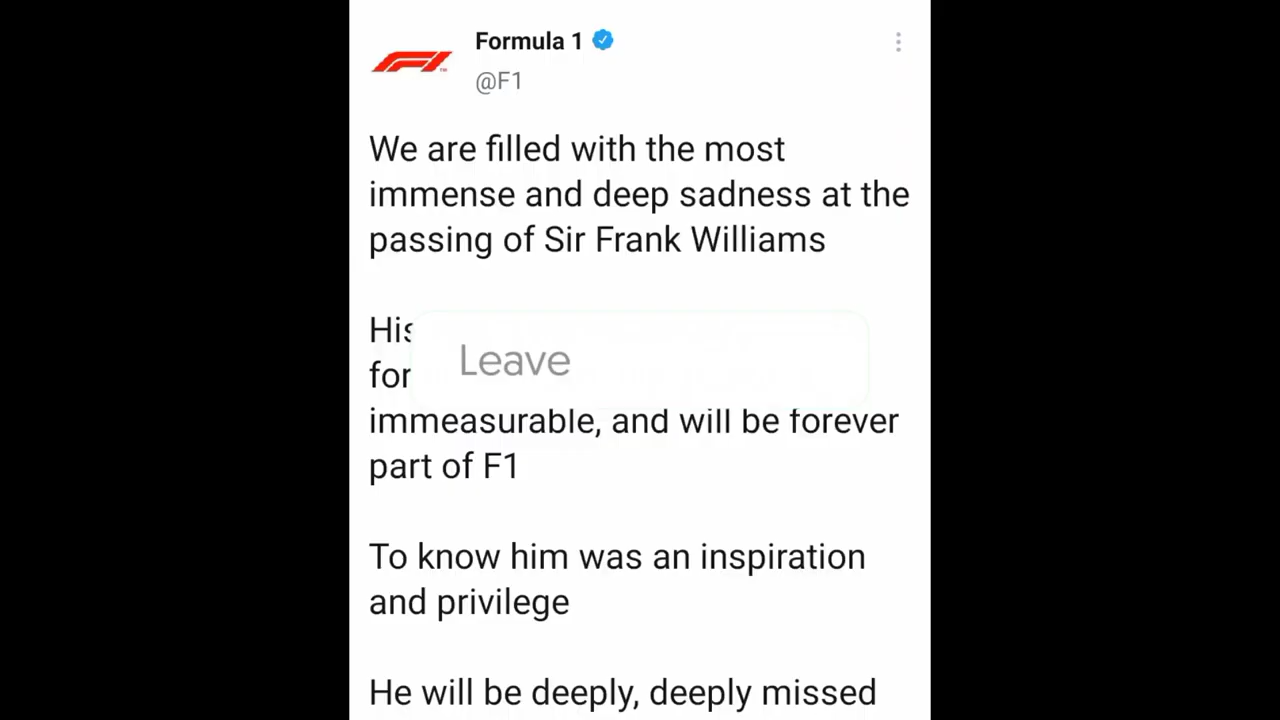 Formula 1
@F1
We are filled with the most
immense and deep sadness at the
passing of Sir Frank Williams
His
for
Leave
immeasurable, and will be forever
part of F1
To know him was an inspiration
and privilege
He will be deeply, deeply missed